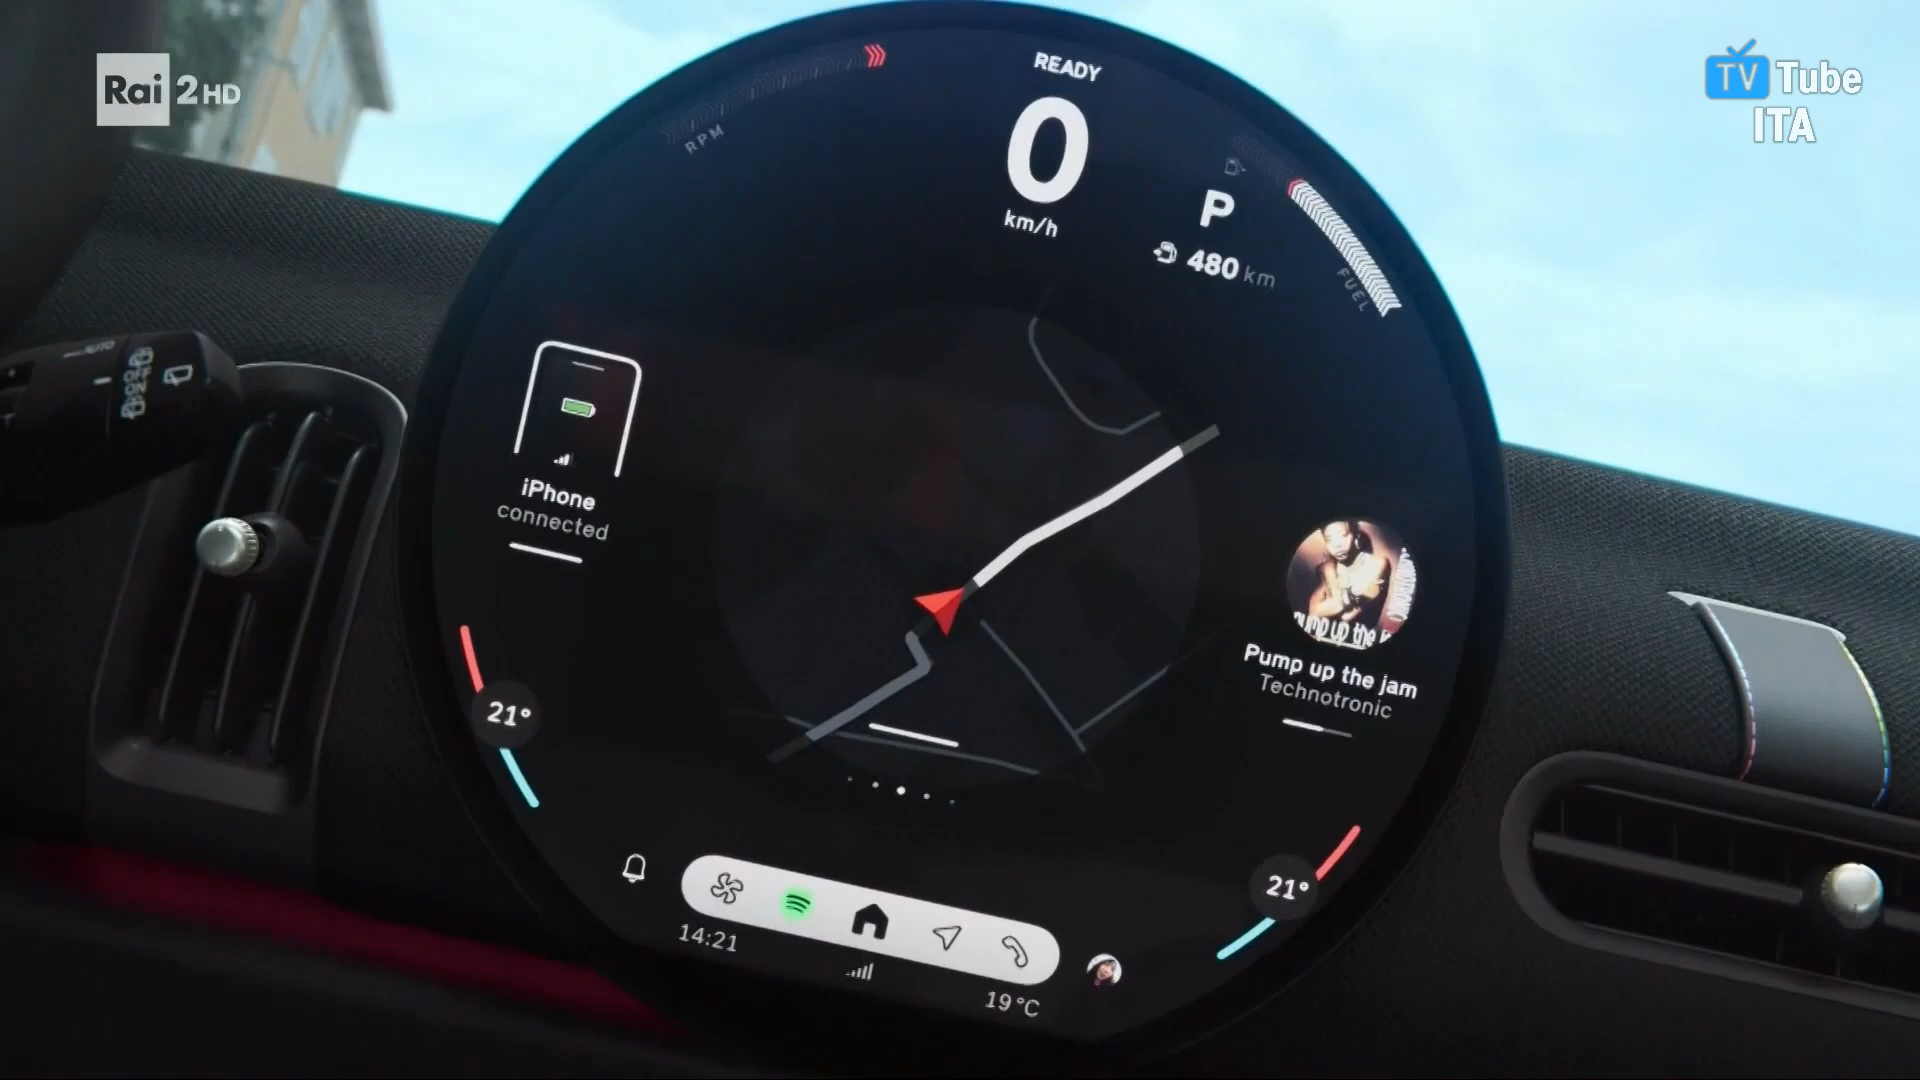 Rai 2HD
TV Tube
ITA
READY
0
km/h
RPM
P
480 km
FUEL
AUTO
iPhone
connected
Pump up the jam
Technotronic
21°
21°
14:21
19°C